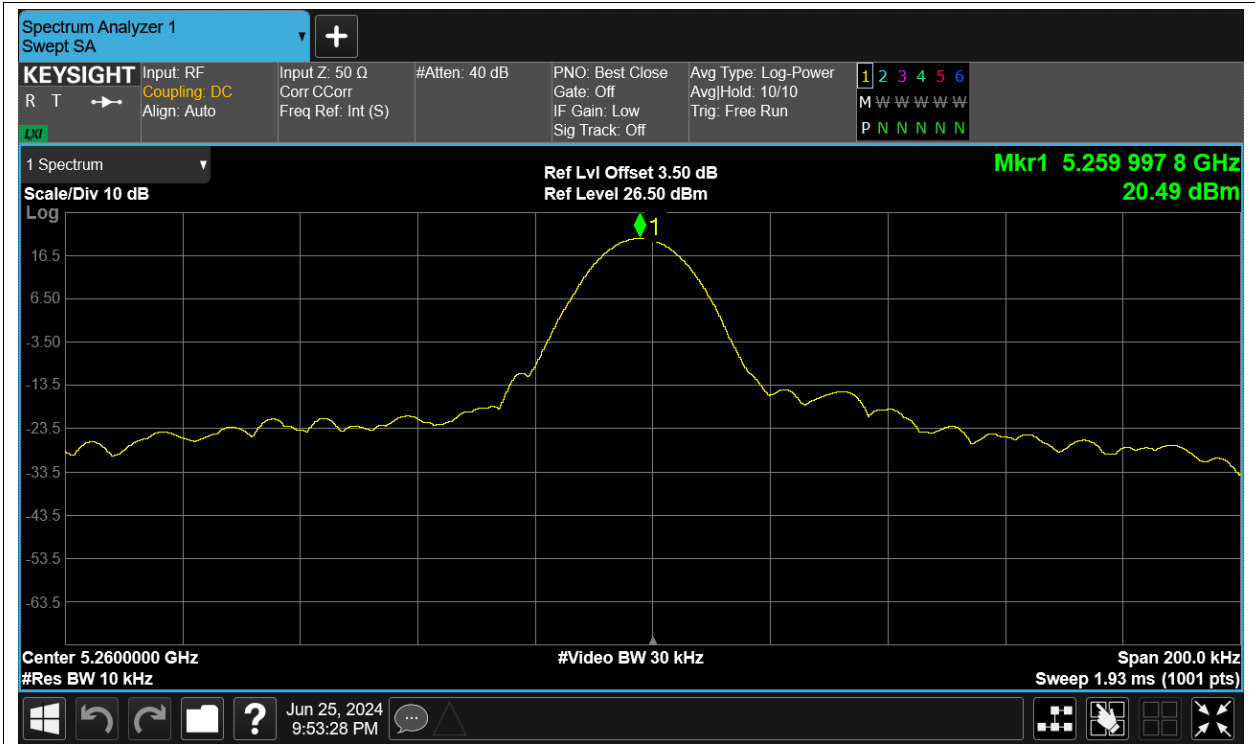 Spectrum Analyzer 1
Swept SA
KEYSIGHT
R T
LXI
Input: RF
Coupling: DC
Align: Auto
Input Z: 50 Ω
Corr CCorr
Freq Ref: Int (S)
#Atten: 40 dB
PNO: Best Close
Gate: Off
IF Gain: Low
Sig Track: Off
Avg Type: Log-Power
Avg|Hold: 10/10
Trig: Free Run
1 2 3 4 5 6
M W W W W W
P N N N N N
1 Spectrum
Scale/Div 10 dB
Log
Ref Lvl Offset 3.50 dB
Ref Level 26.50 dBm
Mkr1 5.259 997 8 GHz
20.49 dBm
1
16.5
6.50
-3.50
-13.5
-23.5
-33.5
-43.5
-53.5
-63.5
Center 5.2600000 GHz
#Res BW 10 kHz
#Video BW 30 kHz
Span 200.0 kHz
Sweep 1.93 ms (1001 pts)
?
Jun 25, 2024
9:53:28 PM